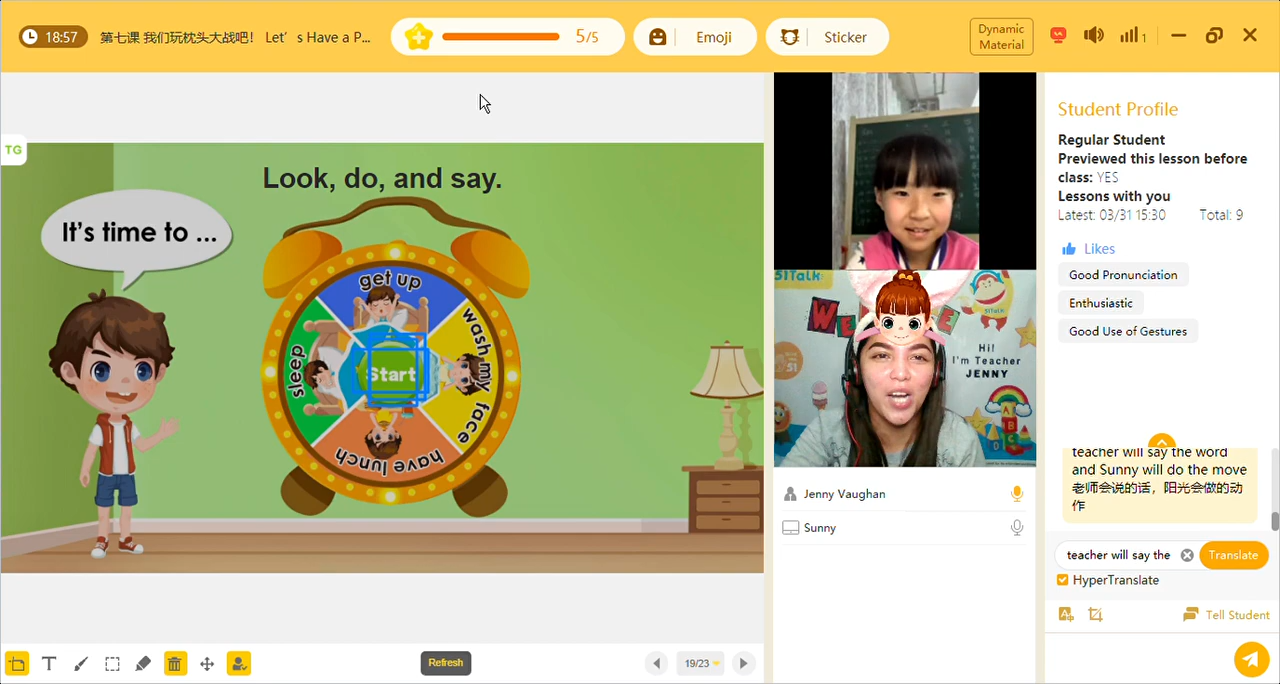 18:57
第七课 我们玩枕头大战吧! Let’s Have a P...
5/5
Emoji
Sticker
Dynamic
Material
1
TG
Look, do, and say.
It's time to ...
get up
wash my face
have lunch
sleep
Start
51Talk
Hi!
I'm Teacher
JENNY
Jenny Vaughan
Sunny
Student Profile
Regular Student
Previewed this lesson before
class: YES
Lessons with you
Latest: 03/31 15:30 Total: 9
Likes
Good Pronunciation
Enthusiastic
Good Use of Gestures
teacher will say the word
and Sunny will do the move
老师会说的话，阳光会做的动
作
teacher will say the
Translate
HyperTranslate
Tell Student
T
Refresh
19/23